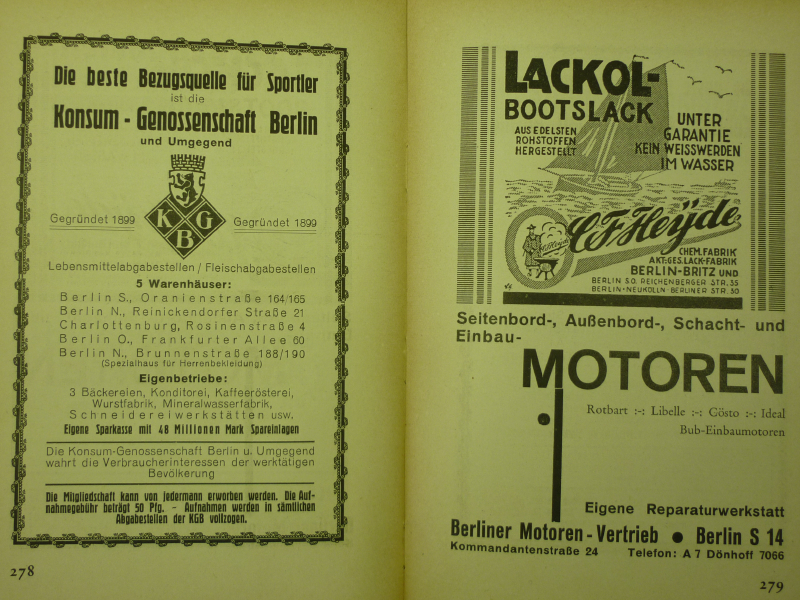 Die beste Bezugsquelle für Sportler
ist die
Konsum-Genossenschaft Berlin
und Umgegend
KGB
Gegründet 1899
Gegründet 1899
Lebensmittelabgabestellen / Fleischabgabestellen
5 Warenhäuser:
Berlin S., Oranienstraße 164/165
Berlin N., Reinickendorfer Straße 21
Charlottenburg, Rosinenstraße 4
Berlin O., Frankfurter Allee 60
Berlin N., Brunnenstraße 188/190
(Spezialhaus für Herrenbekleidung)
Eigenbetriebe:
3 Bäckereien, Konditorei, Kaffeerösterei,
Wurstfabrik, Mineralwasserfabrik,
Schneidereiwerkstätten usw.
Eigene Sparkasse mit 48 Millionen Mark Spareinlagen
Die Konsum-Genossenschaft Berlin u. Umgegend
wahrt die Verbraucherinteressen der werktätigen
Bevölkerung
Die Mitgliedschaft kann von jedermann erworben werden. Die Auf-
nahmegebühr beträgt 50 Pfg. - Aufnahmen werden in sämtlichen
Abgabestellen der KGB vollzogen.
278
LACKOL-
BOOTSLACK
AUS EDELSTEN
ROHSTOFFEN
HERGESTELLT
UNTER
GARANTIE
KEIN WEISSWERDEN
IM WASSER
C.F. Heyde
CHEM. FABRIK
AKT: GES. LACK-FABRIK
BERLIN-BRITZ UND
BERLIN S.O. REICHENBERGER STR. 35
BERLIN-NEUKÖLLN · BERLINER STR. 30
Seitenbord-, Außenbord-, Schacht- und
Einbau-
MOTOREN
Rotbart :-: Libelle :-: Gösto :-: Ideal
Bub-Einbaumotoren
Eigene Reparaturwerkstatt
Berliner Motoren-Vertrieb ● Berlin S 14
Kommandantenstraße 24 Telefon: A 7 Dönhoff 7066
279